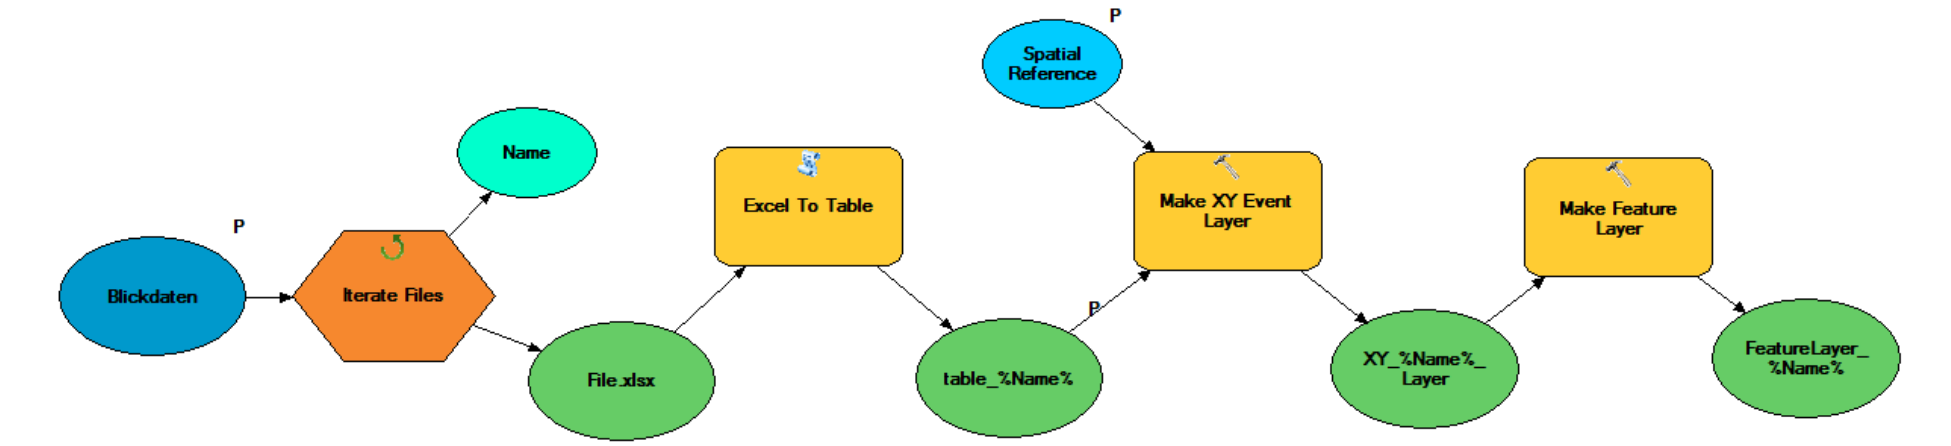 P
Spatial
Reference
Name
Excel To Table
Make XY Event
Layer
Make Feature
Layer
P
Blickdaten
Iterate Files
P
File.xlsx
table_%Name%
XY_%Name%_
Layer
FeatureLayer_
%Name%